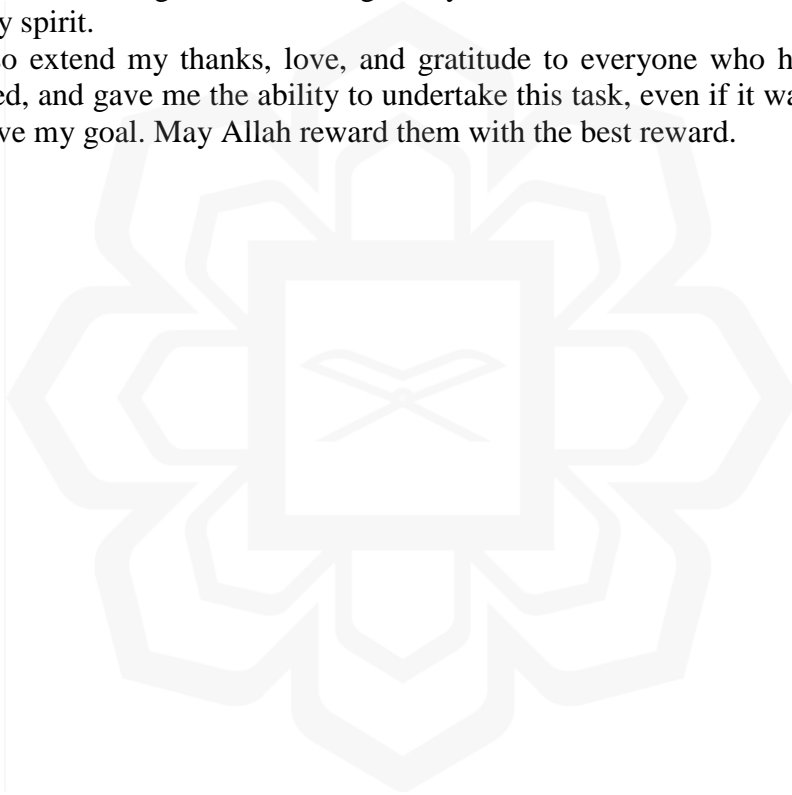 y spirit.
o extend my thanks, love, and gratitude to everyone who h
ed, and gave me the ability to undertake this task, even if it wa
ve my goal. May Allah reward them with the best reward.